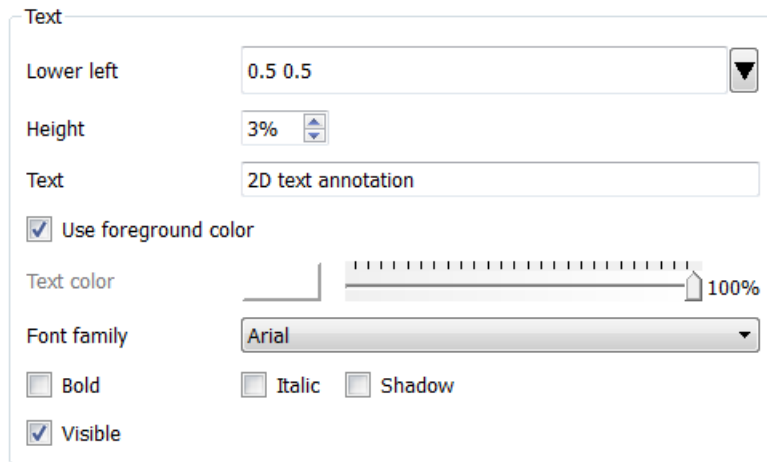 Text
Lower left 0.5 0.5
Height 3%
Text 2D text annotation
Use foreground color
Text color 100%
Font family Arial
Bold Italic Shadow
Visible